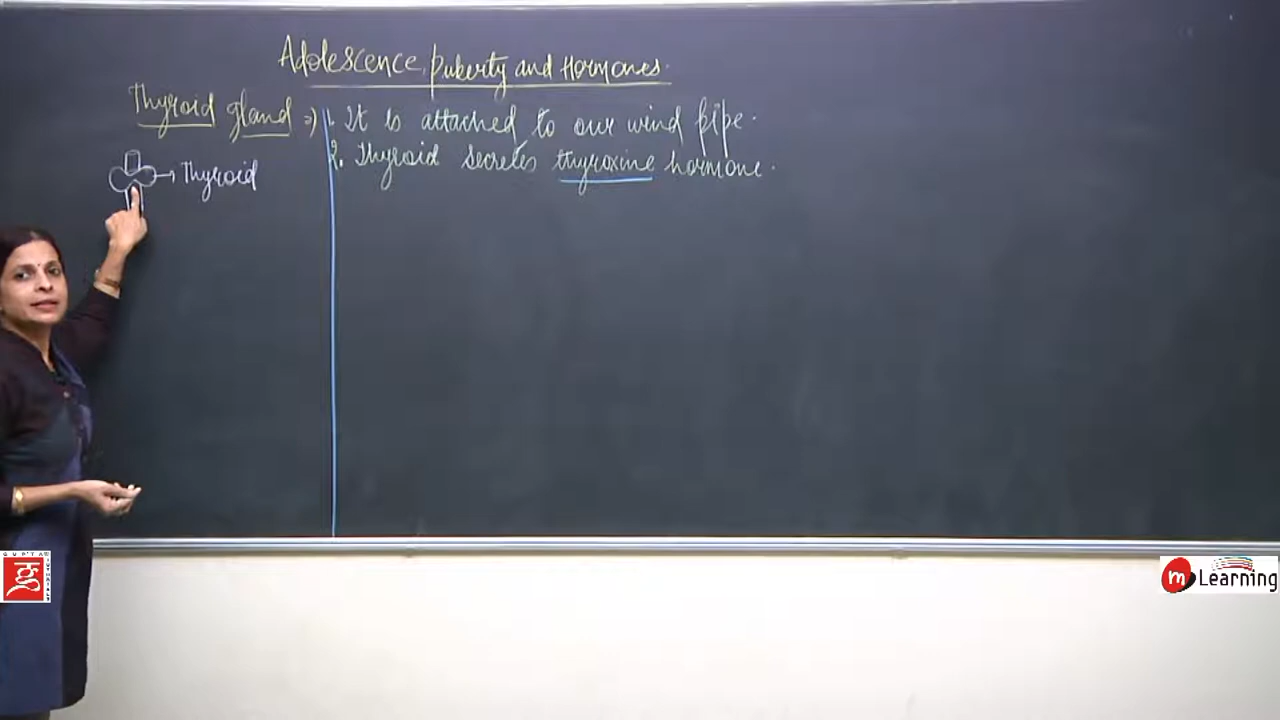 Adolescence, puberty and Hormones.
Thyroid gland ⇒
1. It is attached to our wind pipe.
2. Thyroid secretes thyroxine hormone.
→ Thyroid
m Learning